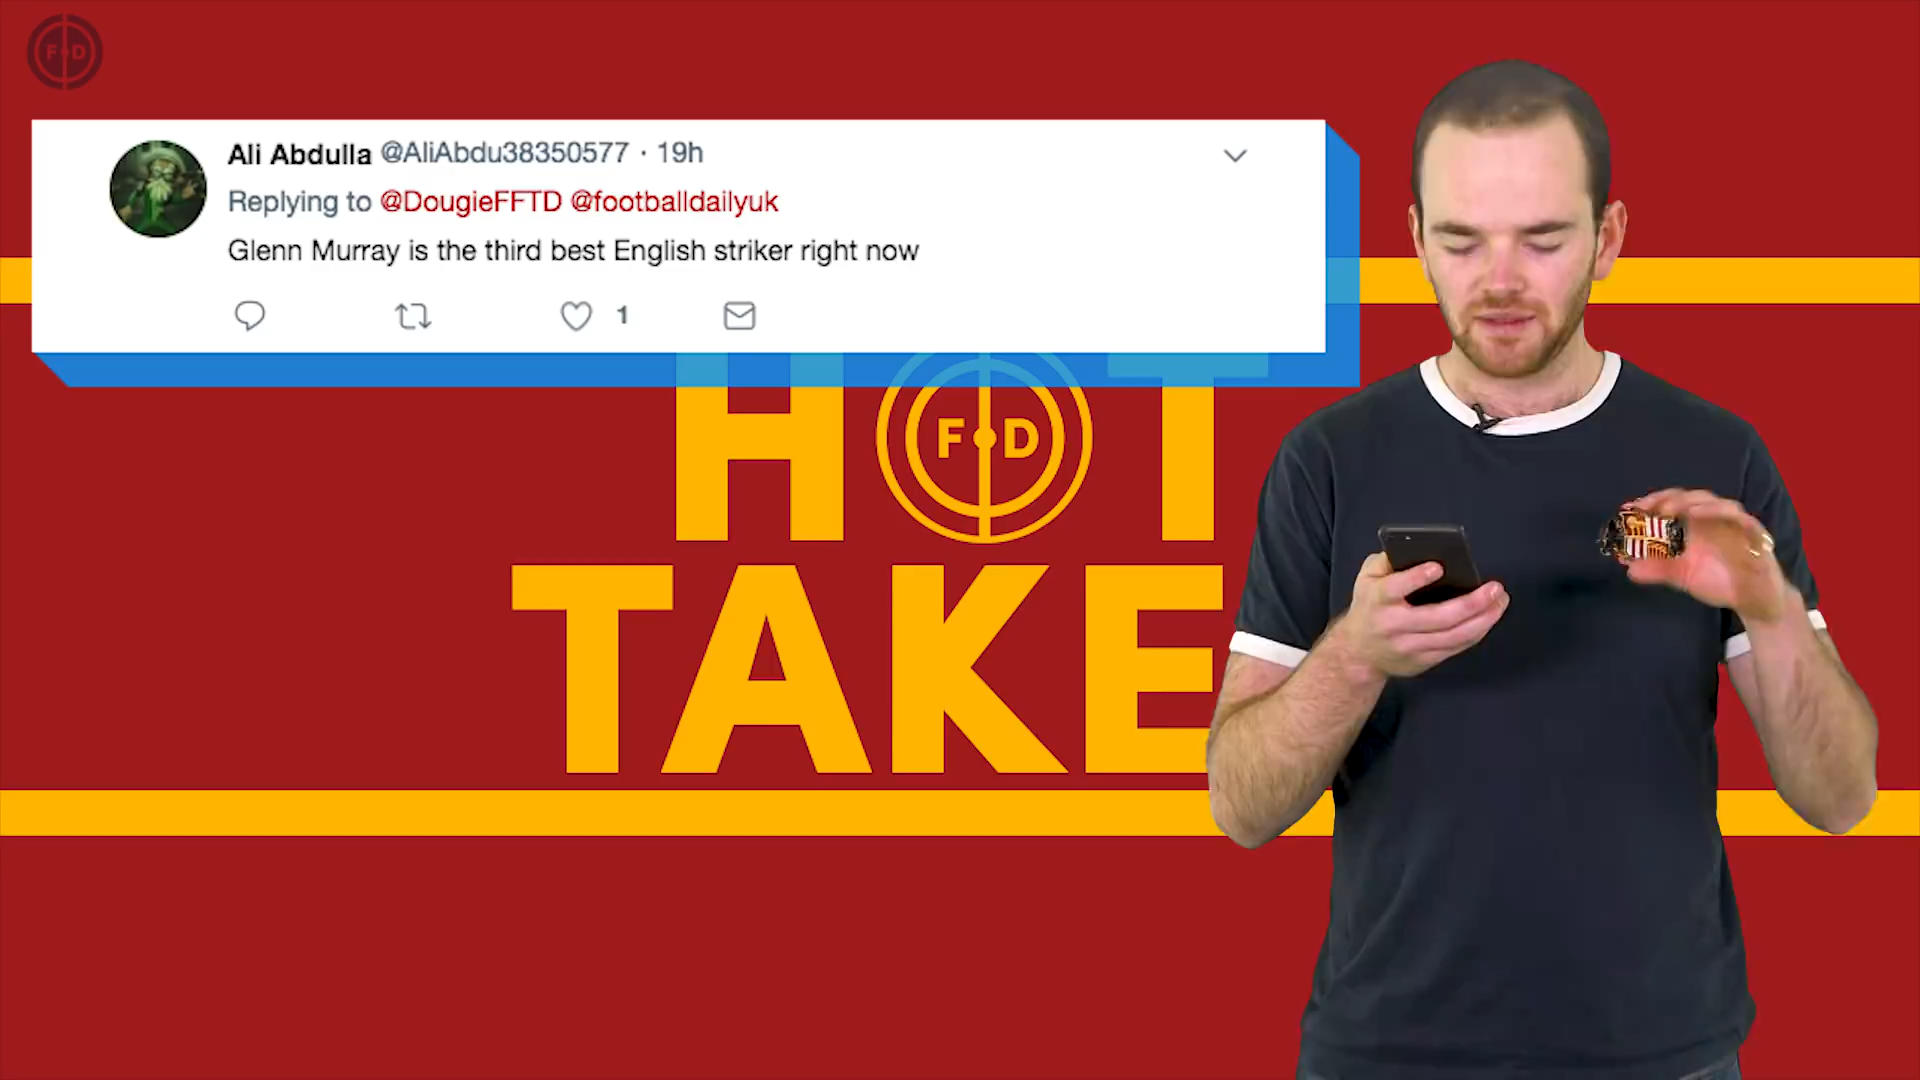 F D
Ali Abdulla @AliAbdu38350577 · 19h
Replying to @DougieFFTD @footballdailyuk
Glenn Murray is the third best English striker right now
1
HOT
F D
TAKE